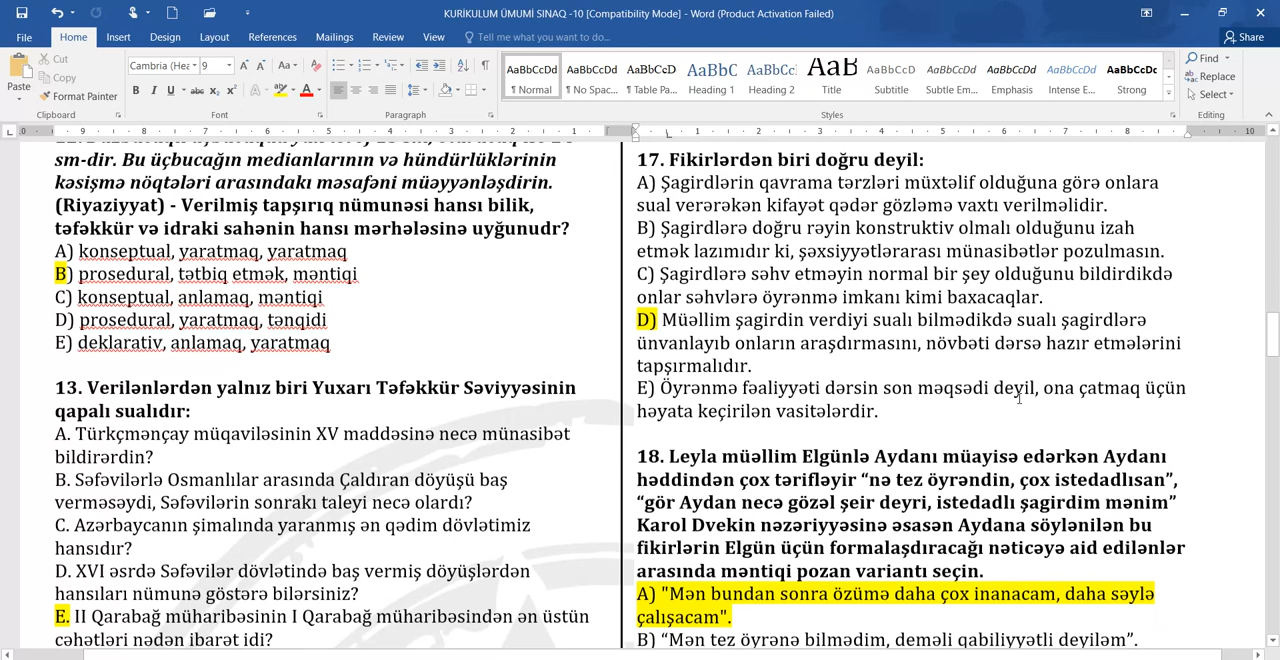 KURİKULUM ÜMUMİ SINAQ -10 [Compatibility Mode] - Word (Product Activation Failed)
File Home Insert Design Layout References Mailings Review View Tell me what you want to do... Share
Paste Cut Copy Format Painter
Cambria (Hea 9
AaBbCcDd AaBbCcDd AaBbCcD AaBbC AaBbCc AaB AaBbCcD AaBbCcDd AaBbCcDd AaBbCcDd AaBbCcDc
¶ Normal ¶ No Spac... ¶ Table Pa... Heading 1 Heading 2 Title Subtitle Subtle Em... Emphasis Intense E... Strong
Find Replace Select
Clipboard Font Paragraph Styles Editing
sm-dir. Bu üçbucağın medianlarının və hündürlüklərinin
kəsişmə nöqtələri arasındakı məsafəni müəyyənləşdirin.
(Riyaziyyat) - Verilmiş tapşırıq nümunəsi hansı bilik,
təfəkkür və idraki sahənin hansı mərhələsinə uyğunudr?
A) konseptual, yaratmaq, yaratmaq
B) prosedural, tətbiq etmək, məntiqi
C) konseptual, anlamaq, məntiqi
D) prosedural, yaratmaq, tənqidi
E) deklarativ, anlamaq, yaratmaq
13. Verilənlərdən yalnız biri Yuxarı Təfəkkür Səviyyəsinin
qapalı sualıdır:
A. Türkçmənçay müqaviləsinin XV maddəsinə necə münasibət
bildirərdin?
B. Səfəvilərlə Osmanlılar arasında Çaldıran döyüşü baş
verməsəydi, Səfəvilərin sonrakı taleyi necə olardı?
C. Azərbaycanın şimalında yaranmış ən qədim dövlətimiz
hansıdır?
D. XVI əsrdə Səfəvilər dövlətində baş vermiş döyüşlərdən
hansıları nümunə göstərə bilərsiniz?
E. II Qarabağ müharibəsinin I Qarabağ müharibəsindən ən üstün
cəhətləri nədən ibarət idi?
17. Fikirlərdən biri doğru deyil:
A) Şagirdlərin qavrama tərzləri müxtəlif olduğuna görə onlara
sual verərəkən kifayət qədər gözləmə vaxtı verilməlidir.
B) Şagirdlərə doğru rəyin konstruktiv olmalı olduğunu izah
etmək lazımıdır ki, şəxsiyyətlərarası münasibətlər pozulmasın.
C) Şagirdlərə səhv etməyin normal bir şey olduğunu bildirdikdə
onlar səhvlərə öyrənmə imkanı kimi baxacaqlar.
D) Müəllim şagirdin verdiyi sualı bilmədikdə sualı şagirdlərə
ünvanlayıb onların araşdırmasını, növbəti dərsə hazır etmələrini
tapşırmalıdır.
E) Öyrənmə fəaliyyəti dərsin son məqsədi deyil, ona çatmaq üçün
həyata keçirilən vasitələrdir.
18. Leyla müəllim Elgünlə Aydanı müayisə edərkən Aydanı
həddindən çox tərifləyir “nə tez öyrəndin, çox istedadlısan”,
“gör Aydan necə gözəl şeir deyri, istedadlı şagirdim mənim”
Karol Dvekin nəzəriyyəsinə əsasən Aydana söylənilən bu
fikirlərin Elgün üçün formalaşdıracağı nəticəyə aid edilənlər
arasında məntiqi pozan variantı seçin.
A) "Mən bundan sonra özümə daha çox inanacam, daha səylə
çalışacam".
B) “Mən tez öyrənə bilmədim, deməli qabiliyyətli deyiləm”.